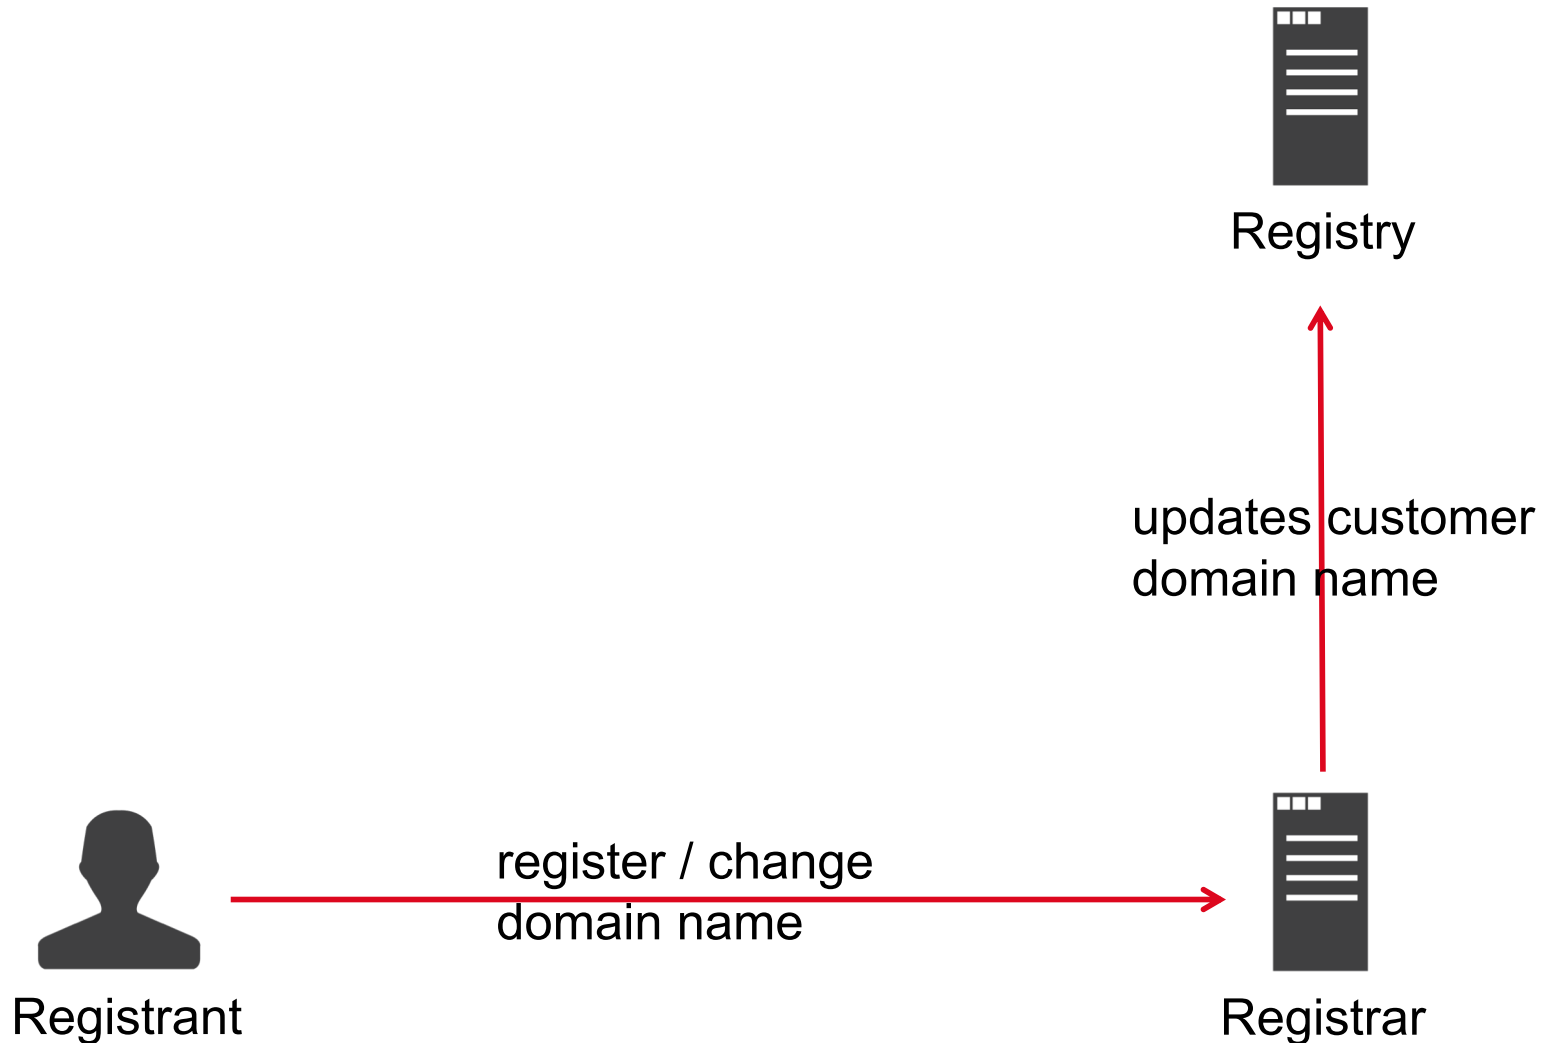 Registry
updates customer
domain name
register / change
domain name
Registrant
Registrar